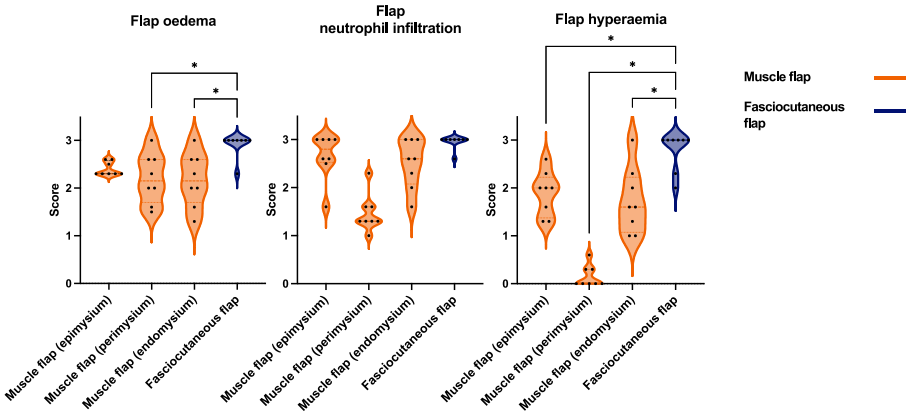 Flap oedema
Flap
neutrophil infiltration
Flap hyperaemia
*
*
*
*
*
Muscle flap
Fasciocutaneous
flap
Score
3
2
1
0
Muscle flap (epimysium)
Muscle flap (perimysium)
Muscle flap (endomysium)
Fasciocutaneous flap
Score
3
2
1
0
Muscle flap (epimysium)
Muscle flap (perimysium)
Muscle flap (endomysium)
Fasciocutaneous flap
Score
3
2
1
0
Muscle flap (epimysium)
Muscle flap (perimysium)
Muscle flap (endomysium)
Fasciocutaneous flap